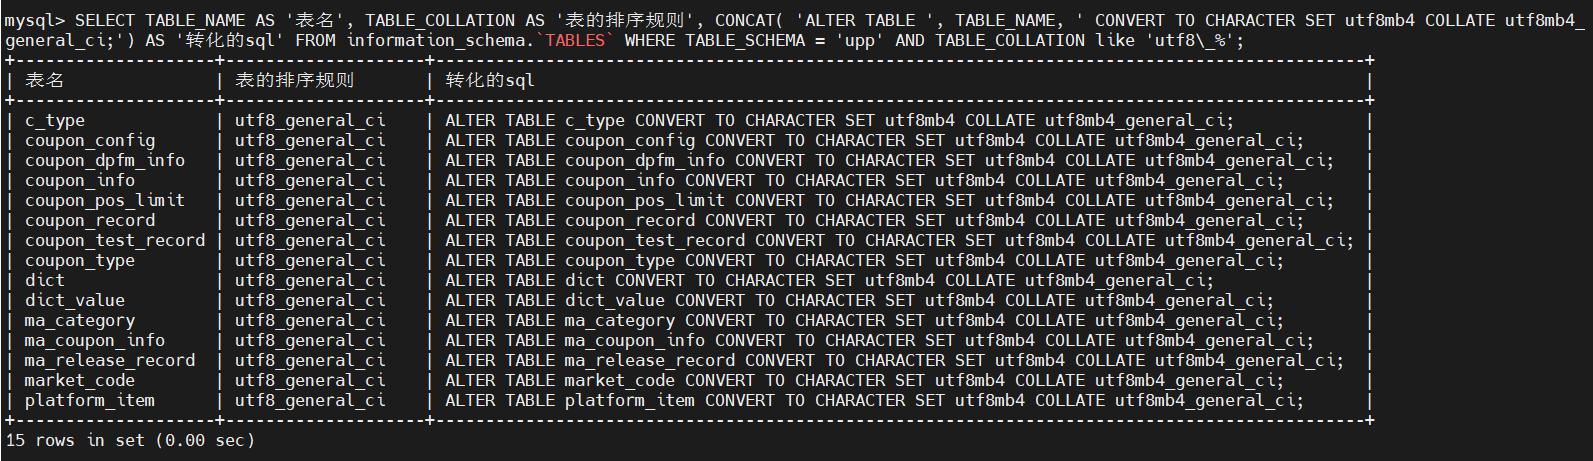 mysql> SELECT TABLE_NAME AS '表名', TABLE_COLLATION AS '表的排序规则', CONCAT( 'ALTER TABLE ', TABLE_NAME, ' CONVERT TO CHARACTER SET utf8mb4 COLLATE utf8mb4_
general_ci;') AS '转化的sql' FROM information_schema.`TABLES` WHERE TABLE_SCHEMA = 'upp' AND TABLE_COLLATION like 'utf8\_%';
+--------------------+--------------------+---------------------------------------------------------------------------------------------+
| 表名               | 表的排序规则       | 转化的sql                                                                                   |
+--------------------+--------------------+---------------------------------------------------------------------------------------------+
| c_type             | utf8_general_ci    | ALTER TABLE c_type CONVERT TO CHARACTER SET utf8mb4 COLLATE utf8mb4_general_ci;             |
| coupon_config      | utf8_general_ci    | ALTER TABLE coupon_config CONVERT TO CHARACTER SET utf8mb4 COLLATE utf8mb4_general_ci;      |
| coupon_dpfm_info   | utf8_general_ci    | ALTER TABLE coupon_dpfm_info CONVERT TO CHARACTER SET utf8mb4 COLLATE utf8mb4_general_ci;   |
| coupon_info        | utf8_general_ci    | ALTER TABLE coupon_info CONVERT TO CHARACTER SET utf8mb4 COLLATE utf8mb4_general_ci;        |
| coupon_pos_limit   | utf8_general_ci    | ALTER TABLE coupon_pos_limit CONVERT TO CHARACTER SET utf8mb4 COLLATE utf8mb4_general_ci;   |
| coupon_record      | utf8_general_ci    | ALTER TABLE coupon_record CONVERT TO CHARACTER SET utf8mb4 COLLATE utf8mb4_general_ci;      |
| coupon_test_record | utf8_general_ci    | ALTER TABLE coupon_test_record CONVERT TO CHARACTER SET utf8mb4 COLLATE utf8mb4_general_ci; |
| coupon_type        | utf8_general_ci    | ALTER TABLE coupon_type CONVERT TO CHARACTER SET utf8mb4 COLLATE utf8mb4_general_ci;        |
| dict               | utf8_general_ci    | ALTER TABLE dict CONVERT TO CHARACTER SET utf8mb4 COLLATE utf8mb4_general_ci;               |
| dict_value         | utf8_general_ci    | ALTER TABLE dict_value CONVERT TO CHARACTER SET utf8mb4 COLLATE utf8mb4_general_ci;         |
| ma_category        | utf8_general_ci    | ALTER TABLE ma_category CONVERT TO CHARACTER SET utf8mb4 COLLATE utf8mb4_general_ci;        |
| ma_coupon_info     | utf8_general_ci    | ALTER TABLE ma_coupon_info CONVERT TO CHARACTER SET utf8mb4 COLLATE utf8mb4_general_ci;     |
| ma_release_record  | utf8_general_ci    | ALTER TABLE ma_release_record CONVERT TO CHARACTER SET utf8mb4 COLLATE utf8mb4_general_ci;  |
| market_code        | utf8_general_ci    | ALTER TABLE market_code CONVERT TO CHARACTER SET utf8mb4 COLLATE utf8mb4_general_ci;        |
| platform_item      | utf8_general_ci    | ALTER TABLE platform_item CONVERT TO CHARACTER SET utf8mb4 COLLATE utf8mb4_general_ci;      |
+--------------------+--------------------+---------------------------------------------------------------------------------------------+
15 rows in set (0.00 sec)